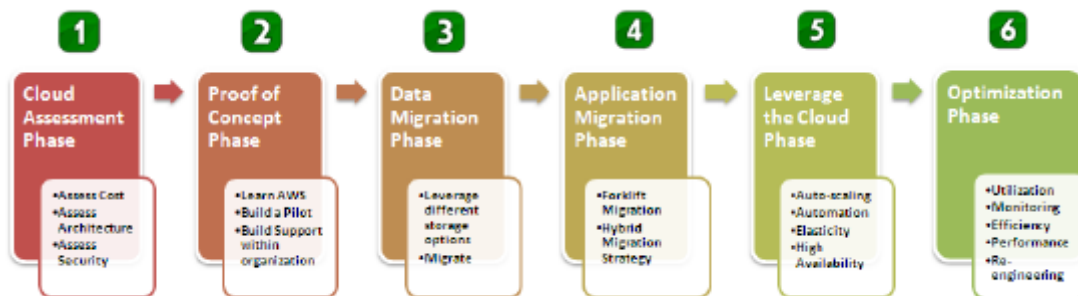 1
Cloud
Assessment
Phase
•Assess Cost
•Assess
Architecture
•Assess
Security
2
Proof of
Concept
Phase
•Learn AWS
•Build a Pilot
•Build Support
within
organization
3
Data
Migration
Phase
•Leverage
different
storage
options
•Migrate
4
Application
Migration
Phase
•Forklift
Migration
•Hybrid
Migration
Strategy
5
Leverage
the Cloud
Phase
•Auto-scaling
•Automation
•Elasticity
•High
Availability
6
Optimization
Phase
•Utilization
•Monitoring
•Efficiency
•Performance
•Re-
engineering